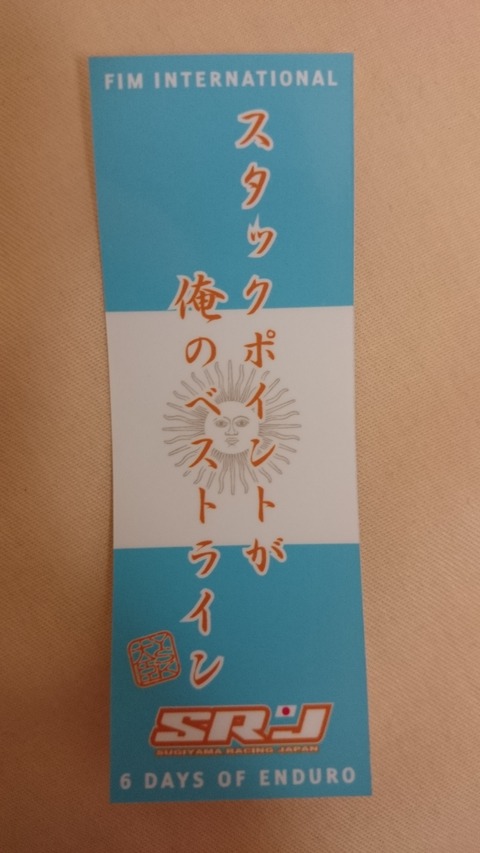 FIM INTERNATIONAL
スタックポイントが
俺のベストライン
SRJ
SUGIYAMA RACING JAPAN
6 DAYS OF ENDURO